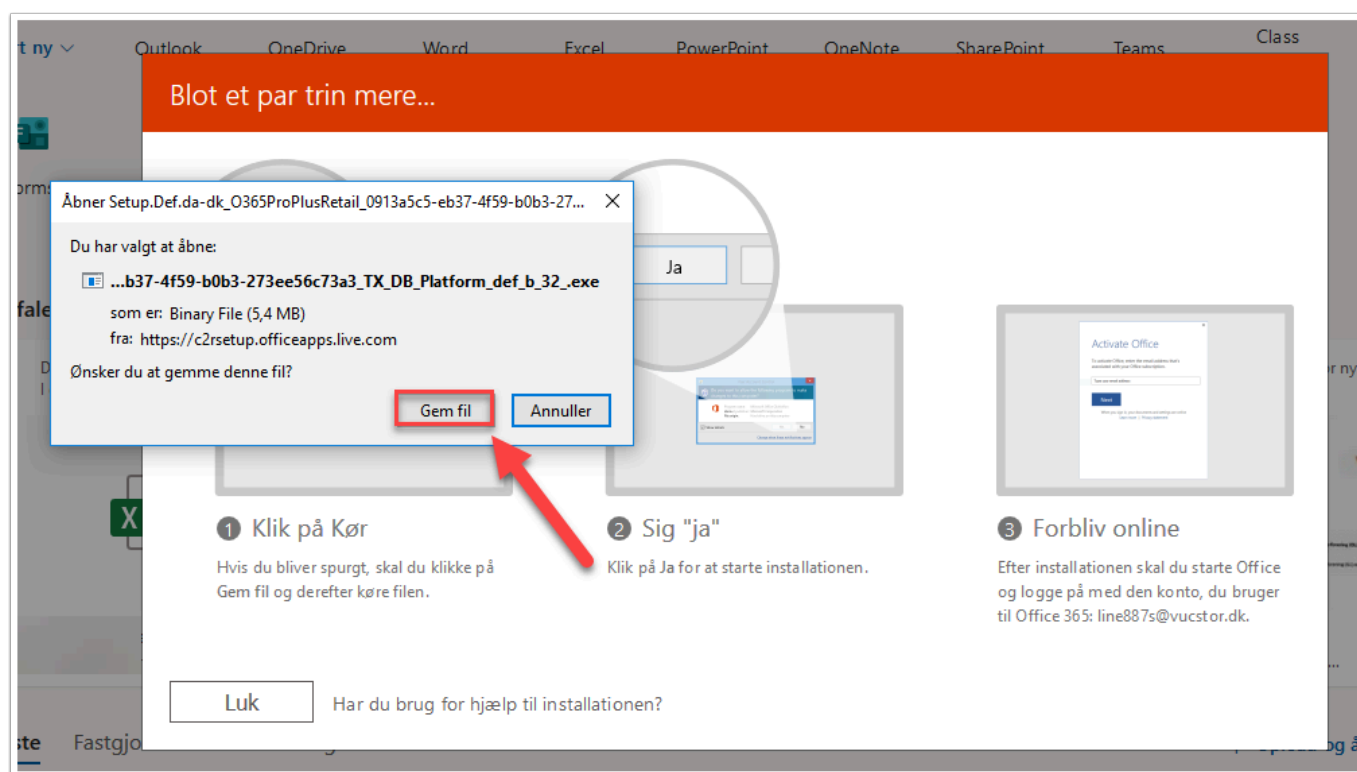 t ny
Outlook OneDrive Word Excel PowerPoint OneNote SharePoint Teams Class
Blot et par trin mere...
Åbner Setup.Def.da-dk_O365ProPlusRetail_0913a5c5-eb37-4f59-b0b3-27...
Du har valgt at åbne:
...b37-4f59-b0b3-273ee56c73a3_TX_DB_Platform_def_b_32_.exe
som er: Binary File (5,4 MB)
fra: https://c2rsetup.officeapps.live.com
Ønsker du at gemme denne fil?
Gem fil
Annuller
Ja
Activate Office
Next
1 Klik på Kør
Hvis du bliver spurgt, skal du klikke på
Gem fil og derefter køre filen.
2 Sig "ja"
Klik på Ja for at starte installationen.
3 Forbliv online
Efter installationen skal du starte Office
og logge på med den konto, du bruger
til Office 365: line887s@vucstor.dk.
Luk
Har du brug for hjælp til installationen?